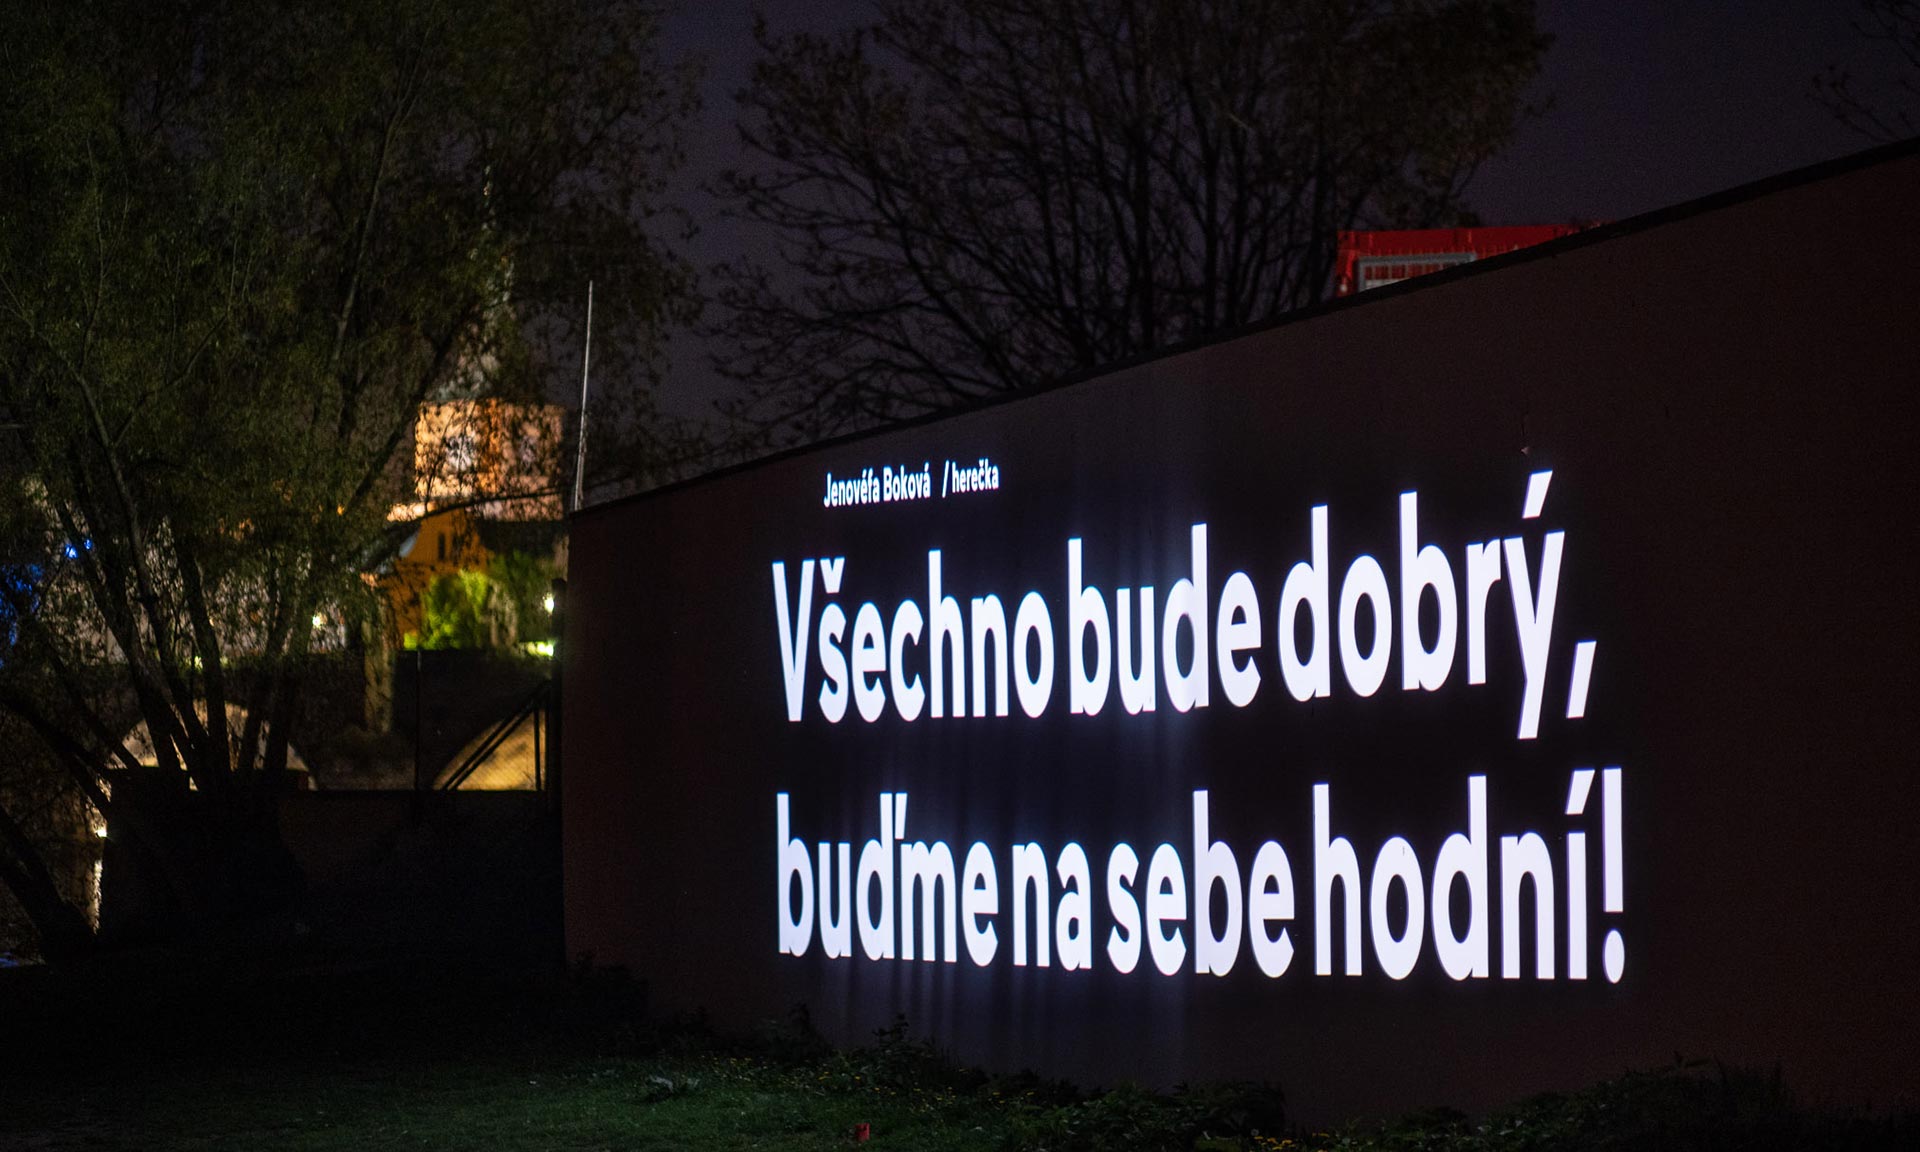 Jenovéfa Boková / herečka
Všechno bude dobrý,
buďme na sebe hodní!